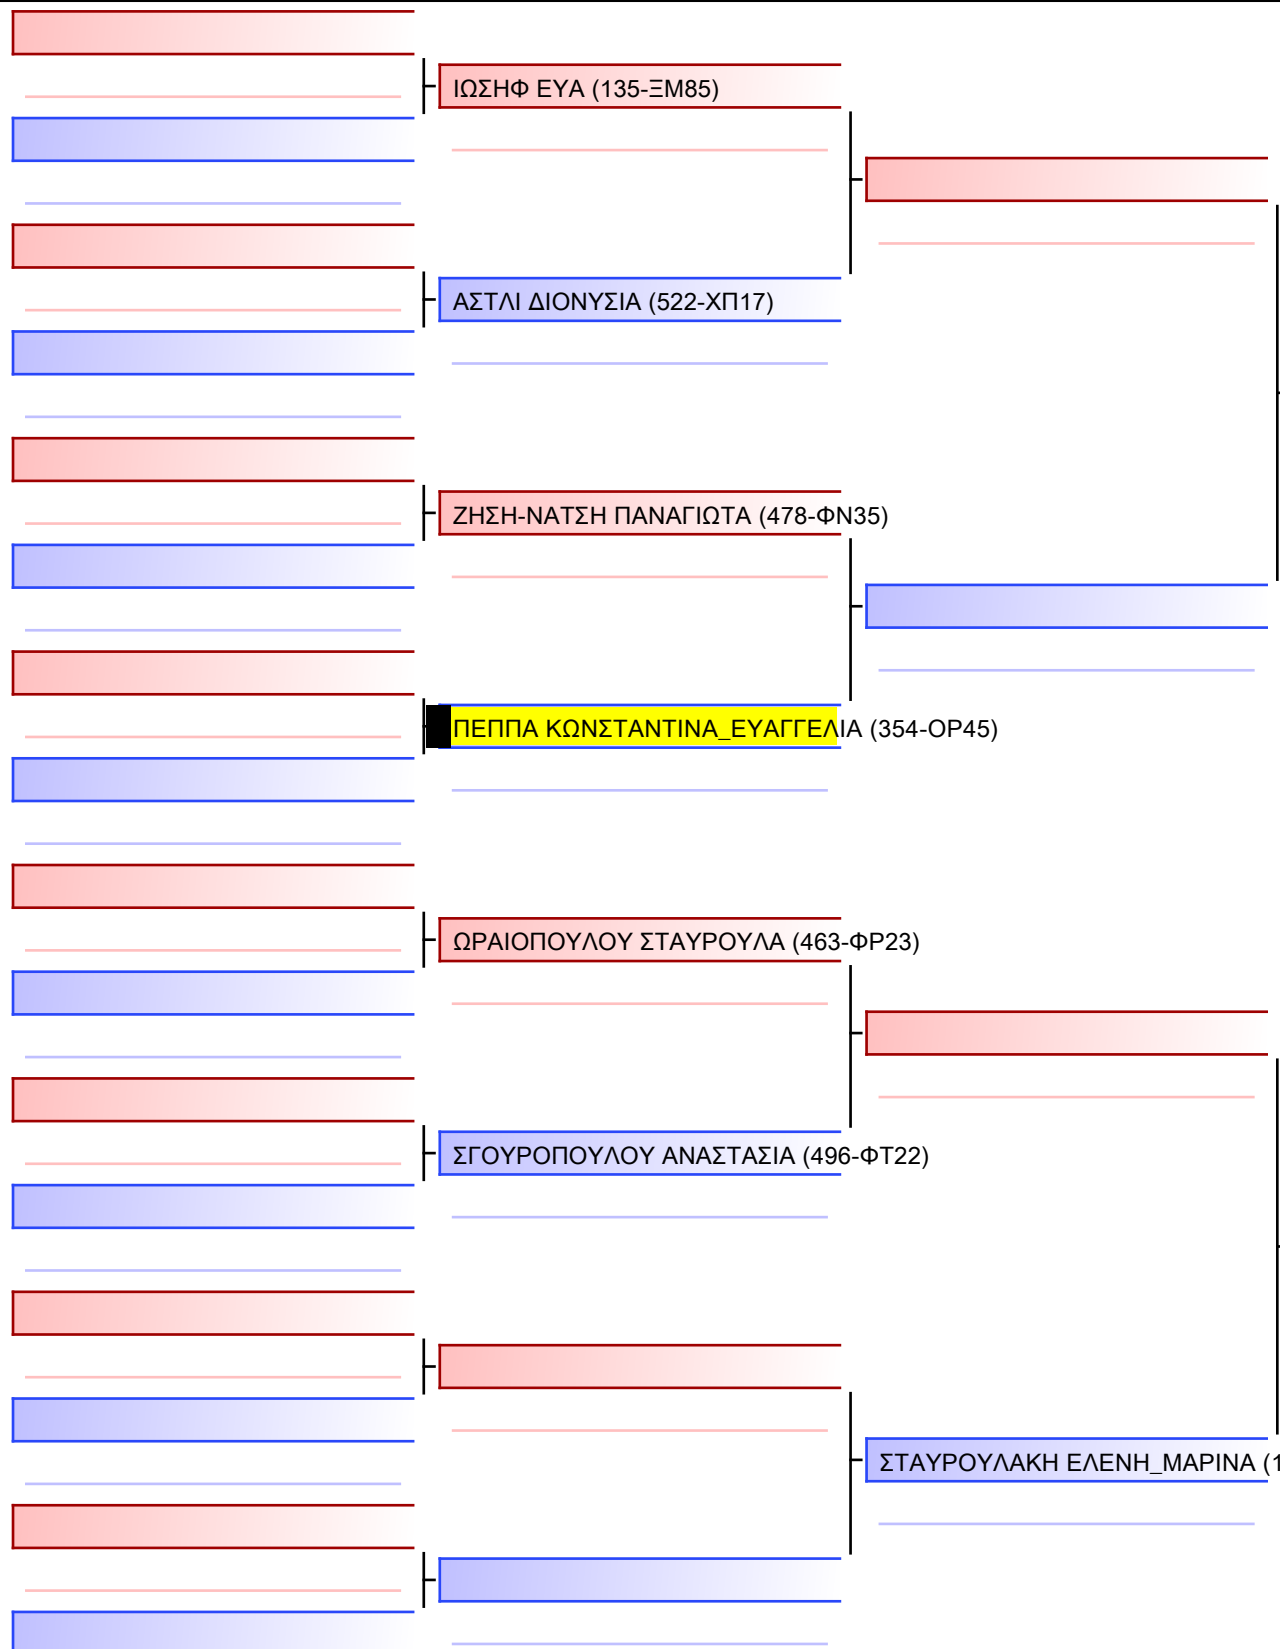 ΙΩΣΗΦ ΕΥΑ (135-ΞΜ85)
ΑΣΤΛΙ ΔΙΟΝΥΣΙΑ (522-ΧΠ17)
ΖΗΣΗ-ΝΑΤΣΗ ΠΑΝΑΓΙΩΤΑ (478-ΦΝ35)
ΠΕΠΠΑ ΚΩΝΣΤΑΝΤΙΝΑ_ΕΥΑΓΓΕΛΙΑ (354-ΟΡ45)
ΩΡΑΙΟΠΟΥΛΟΥ ΣΤΑΥΡΟΥΛΑ (463-ΦΡ23)
ΣΓΟΥΡΟΠΟΥΛΟΥ ΑΝΑΣΤΑΣΙΑ (496-ΦΤ22)
ΣΤΑΥΡΟΥΛΑΚΗ ΕΛΕΝΗ_ΜΑΡΙΝΑ (1